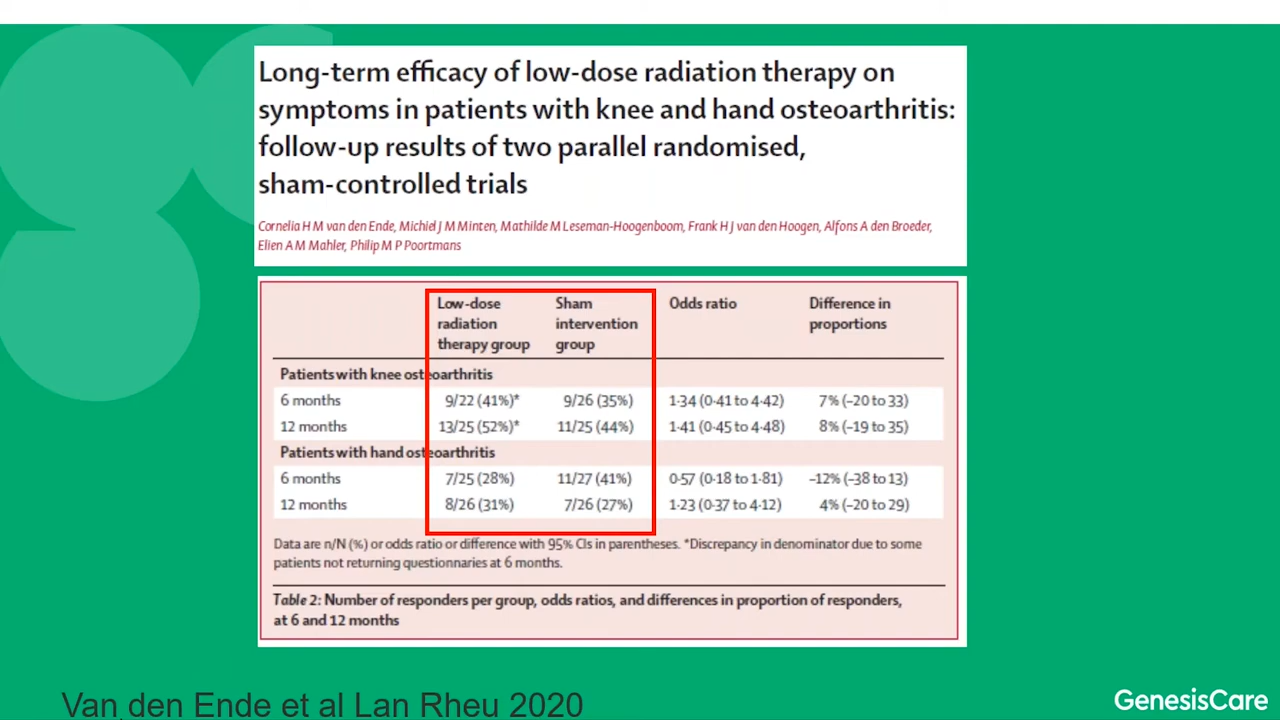 Long-term efficacy of low-dose radiation therapy on
symptoms in patients with knee and hand osteoarthritis:
follow-up results of two parallel randomised,
sham-controlled trials
Cornelia H M van den Ende, Michiel J M Minten, Mathilde M Leseman-Hoogenboom, Frank H J van den Hoogen, Alfons A den Broeder,
Elien A M Mahler, Philip M P Poortmans
Low-dose radiation therapy group Sham intervention group Odds ratio Difference in proportions
Patients with knee osteoarthritis
6 months 9/22 (41%)* 9/26 (35%) 1·34 (0·41 to 4·42) 7% (–20 to 33)
12 months 13/25 (52%)* 11/25 (44%) 1·41 (0·45 to 4·48) 8% (–19 to 35)
Patients with hand osteoarthritis
6 months 7/25 (28%) 11/27 (41%) 0·57 (0·18 to 1·81) –12% (–38 to 13)
12 months 8/26 (31%) 7/26 (27%) 1·23 (0·37 to 4·12) 4% (–20 to 29)
Data are n/N (%) or odds ratio or difference with 95% CIs in parentheses. *Discrepancy in denominator due to some
patients not returning questionnaries at 6 months.
Table 2: Number of responders per group, odds ratios, and differences in proportion of responders,
at 6 and 12 months
Van den Ende et al Lan Rheu 2020
GenesisCare